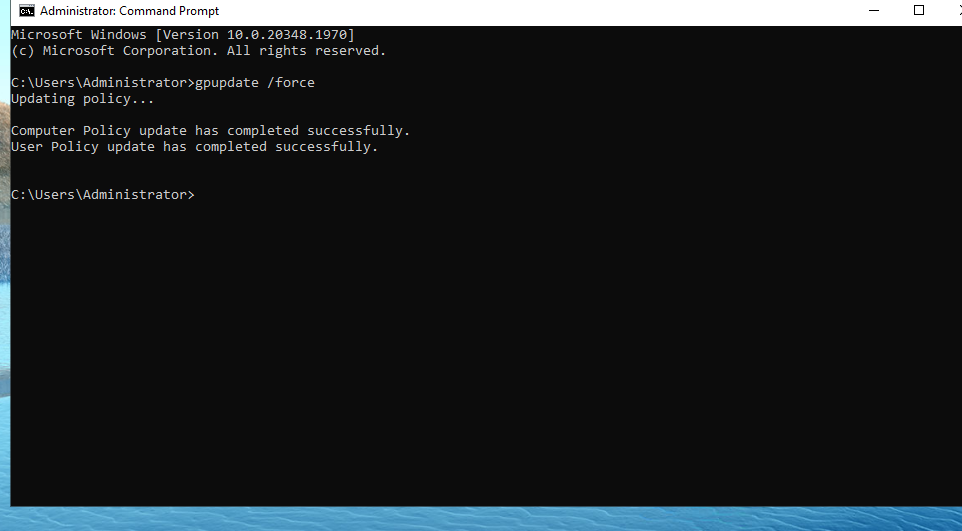 Administrator: Command Prompt
Microsoft Windows [Version 10.0.20348.1970]
(c) Microsoft Corporation. All rights reserved.
C:\Users\Administrator>gpupdate /force
Updating policy...
Computer Policy update has completed successfully.
User Policy update has completed successfully.
C:\Users\Administrator>